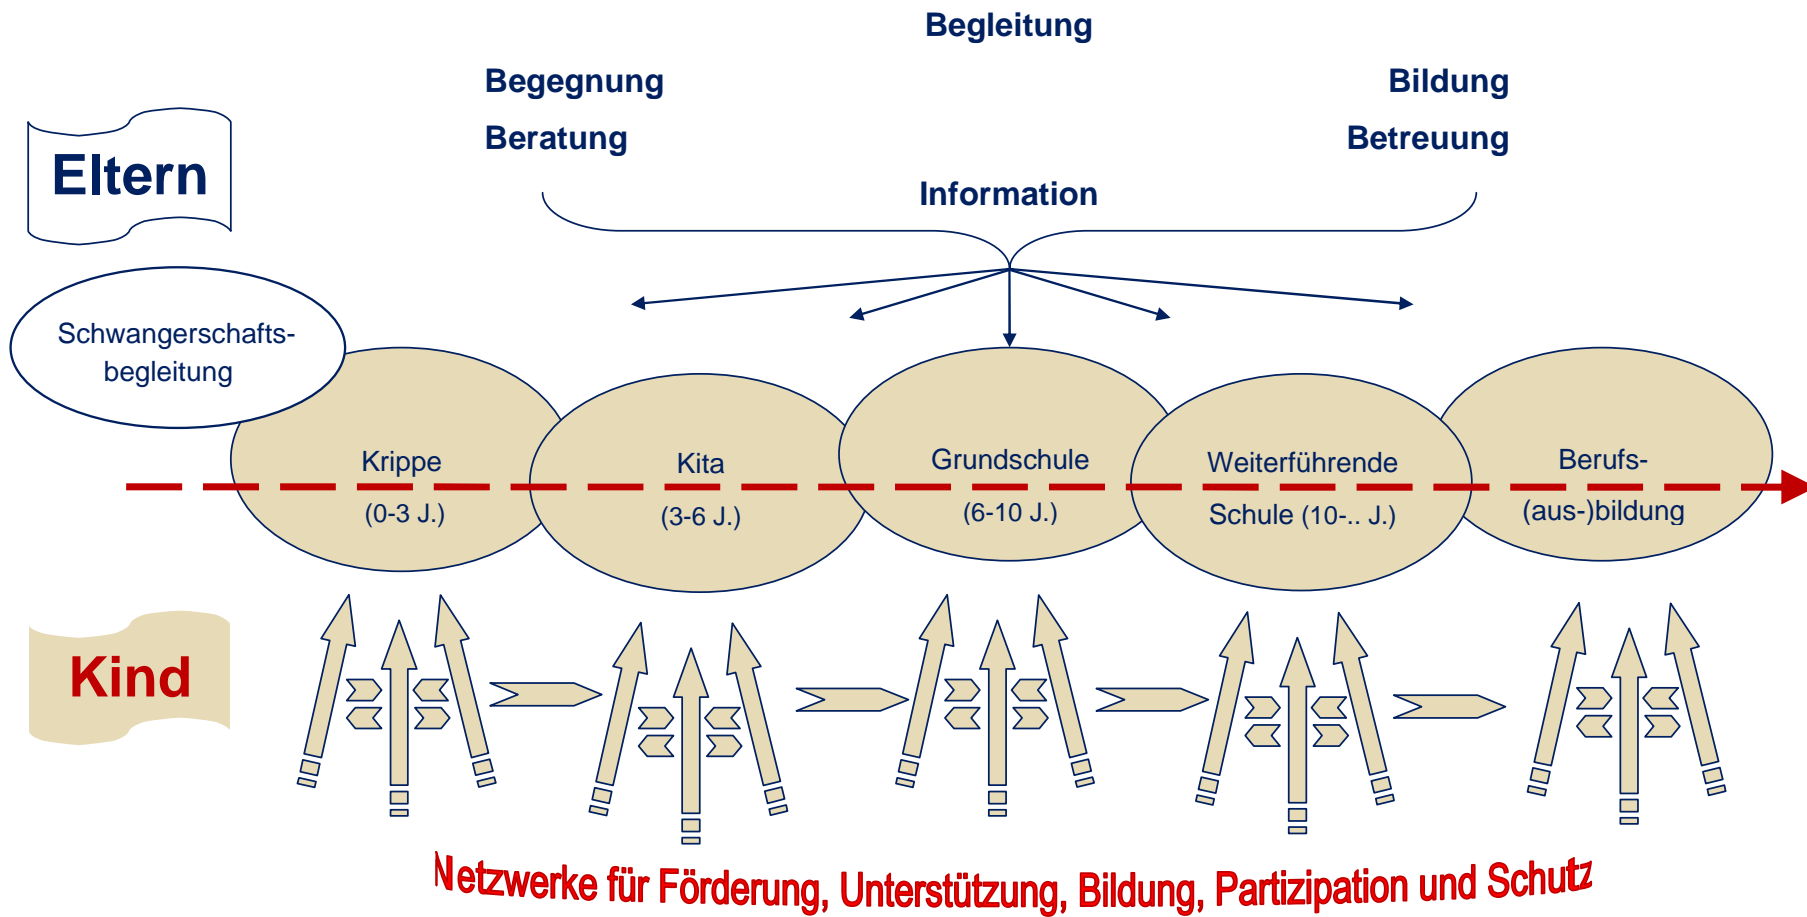 Begleitung
Begegnung
Bildung
Beratung
Betreuung
Eltern
Information
Schwangerschafts-
begleitung
Krippe
(0-3 J.)
Kita
(3-6 J.)
Grundschule
(6-10 J.)
Weiterführende
Schule (10-.. J.)
Berufs-
(aus-)bildung
Kind
Netzwerke für Förderung, Unterstützung, Bildung, Partizipation und Schutz